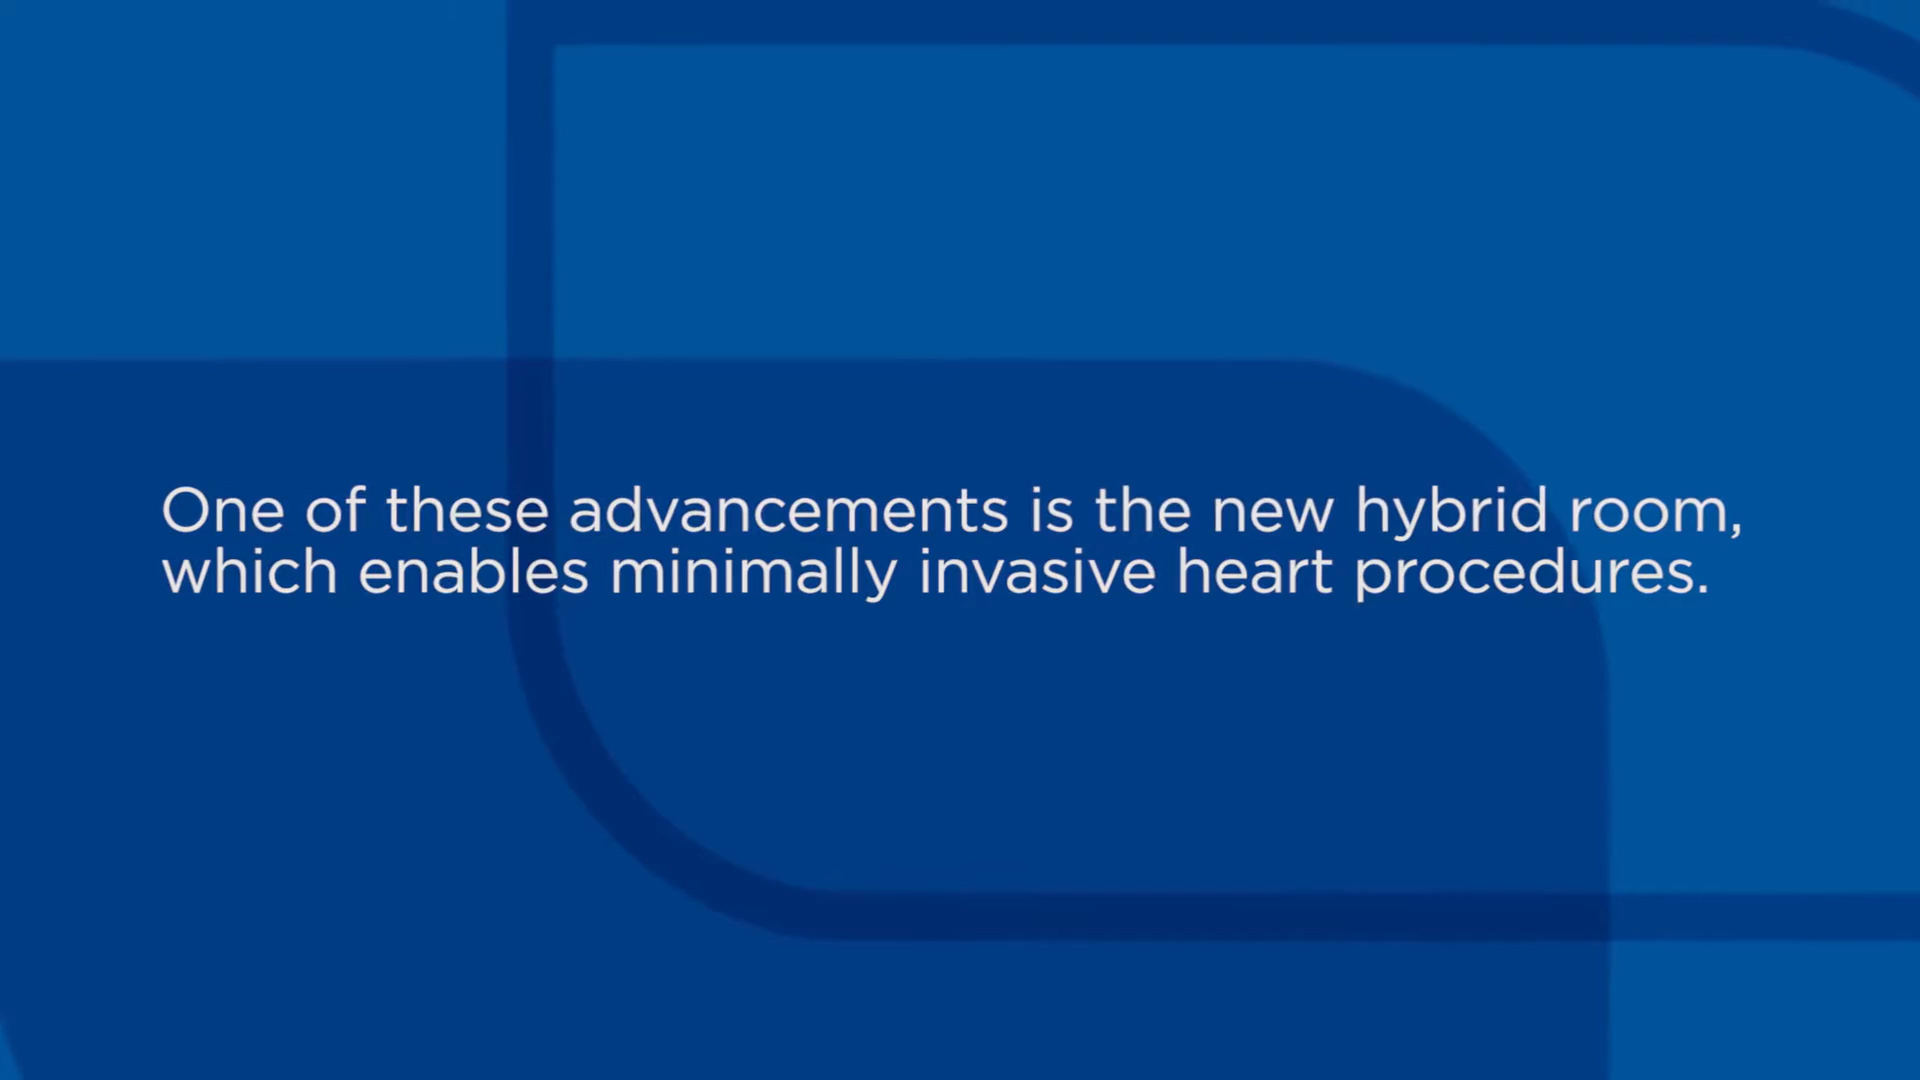 One of these advancements is the new hybrid room,
which enables minimally invasive heart procedures.